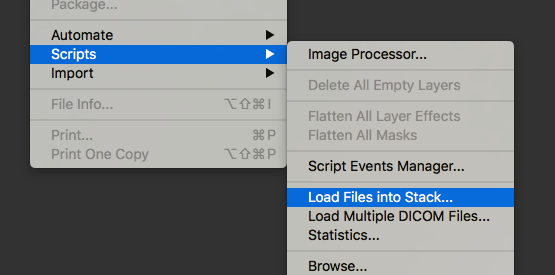 Package...
Automate
Scripts
Import
File Info... ⌥⇧⌘I
Print... ⌘P
Print One Copy ⌥⇧⌘P
Image Processor...
Delete All Empty Layers
Flatten All Layer Effects
Flatten All Masks
Script Events Manager...
Load Files into Stack...
Load Multiple DICOM Files...
Statistics...
Browse...